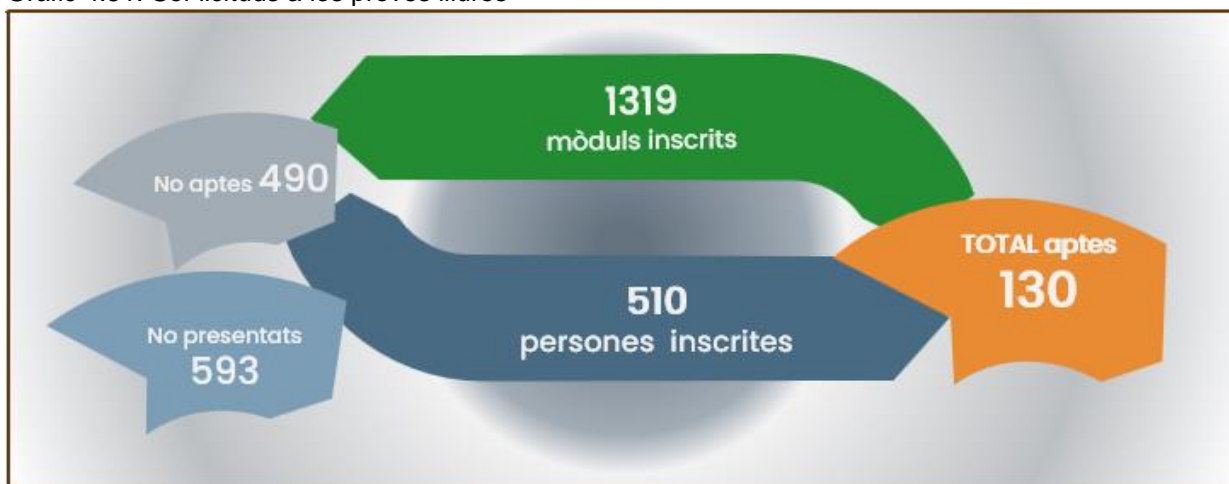 1319
mòduls inscrits
No aptes 490
TOTAL aptes
130
510
persones inscrites
No presentats
593